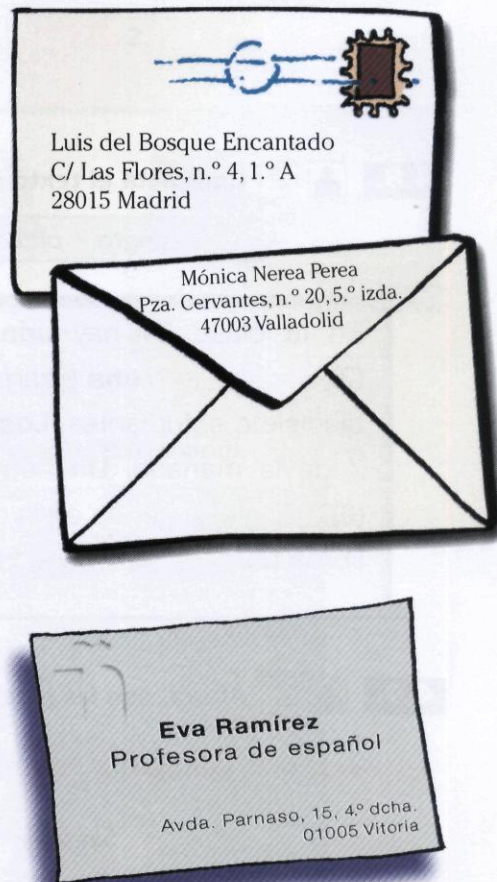 Luis del Bosque Encantado
C/ Las Flores, n.º 4, 1.º A
28015 Madrid
Mónica Nerea Perea
Pza. Cervantes, n.º 20, 5.º izda.
47003 Valladolid
Eva Ramírez
Profesora de español
Avda. Parnaso, 15, 4.º dcha.
01005 Vitoria